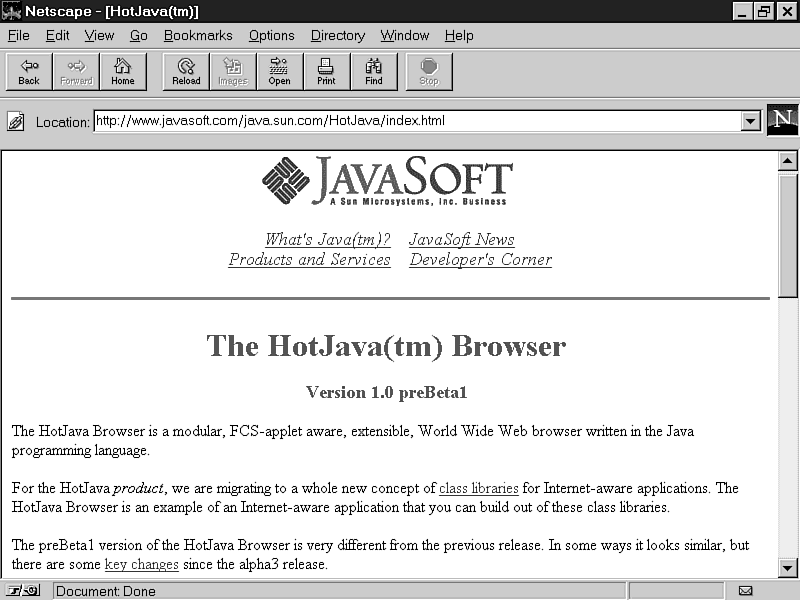 Netscape - [HotJava(tm)]
File Edit View Go Bookmarks Options Directory Window Help
Back Forward Home Reload Images Open Print Find Stop
Location: http://www.javasoft.com/java.sun.com/HotJava/index.html
N
JAVASOFT
A Sun Microsystems, Inc. Business
What's Java(tm)? JavaSoft News
Products and Services Developer's Corner
The HotJava(tm) Browser
Version 1.0 preBeta1
The HotJava Browser is a modular, FCS-applet aware, extensible, World Wide Web browser written in the Java
programming language.
For the HotJava product, we are migrating to a whole new concept of class libraries for Internet-aware applications. The
HotJava Browser is an example of an Internet-aware application that you can build out of these class libraries.
The preBeta1 version of the HotJava Browser is very different from the previous release. In some ways it looks similar, but
there are some key changes since the alpha3 release.
Document: Done